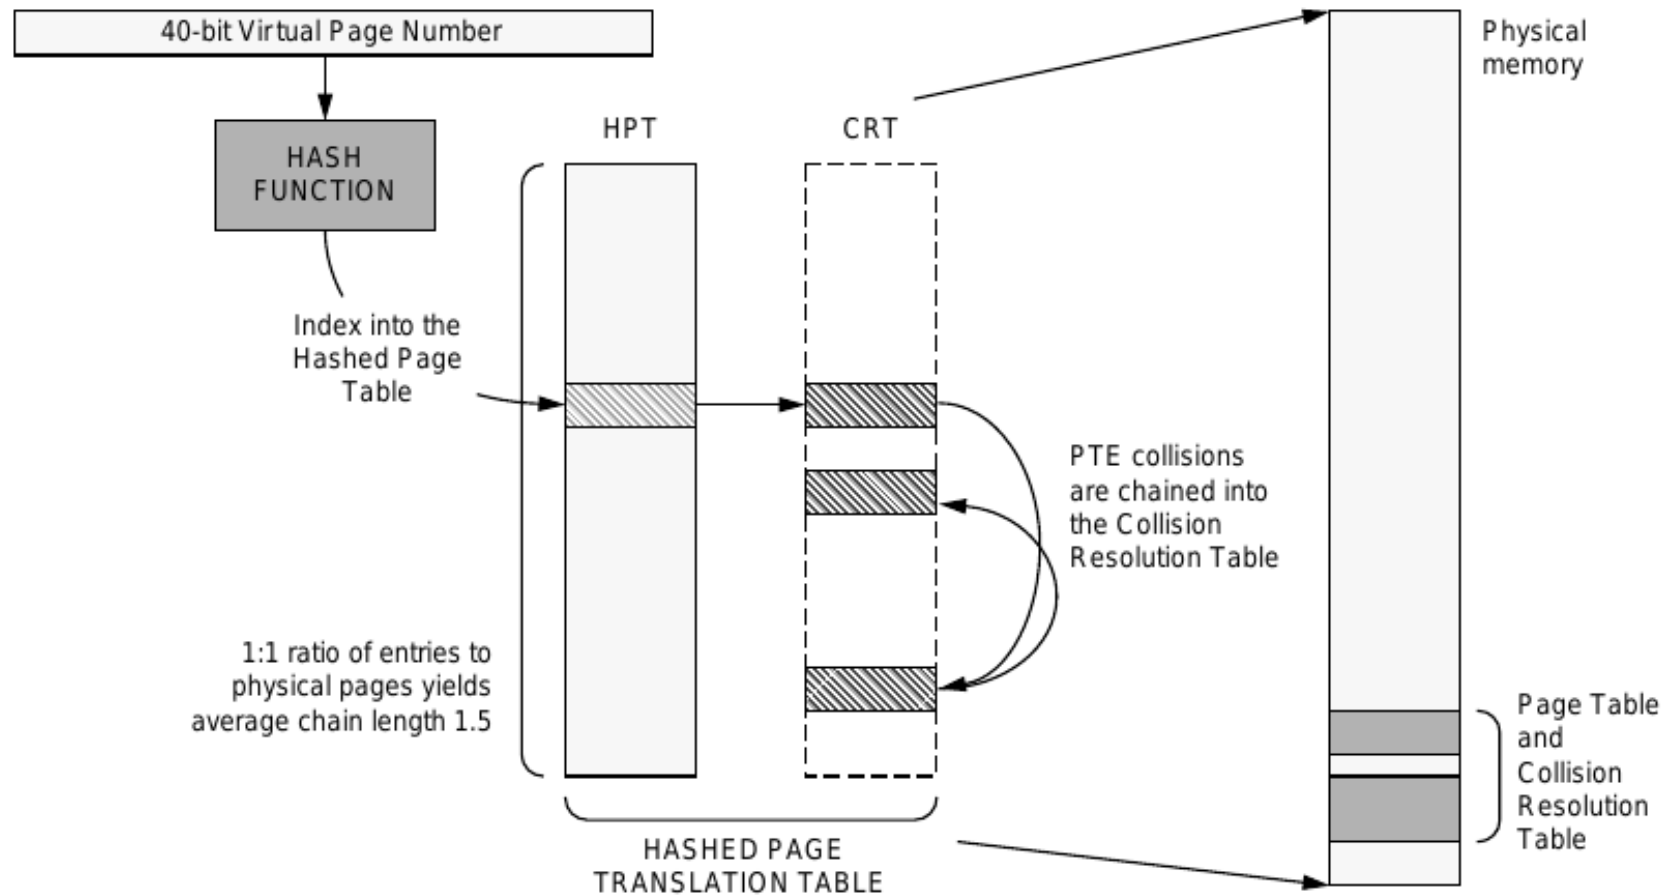 40-bit Virtual Page Number
Physical
memory
HPT
CRT
HASH
FUNCTION
Index into the
Hashed Page
Table
PTE collisions
are chained into
the Collision
Resolution Table
1:1 ratio of entries to
physical pages yields
average chain length 1.5
Page Table
and
Collision
Resolution
Table
HASHED PAGE
TRANSLATION TABLE